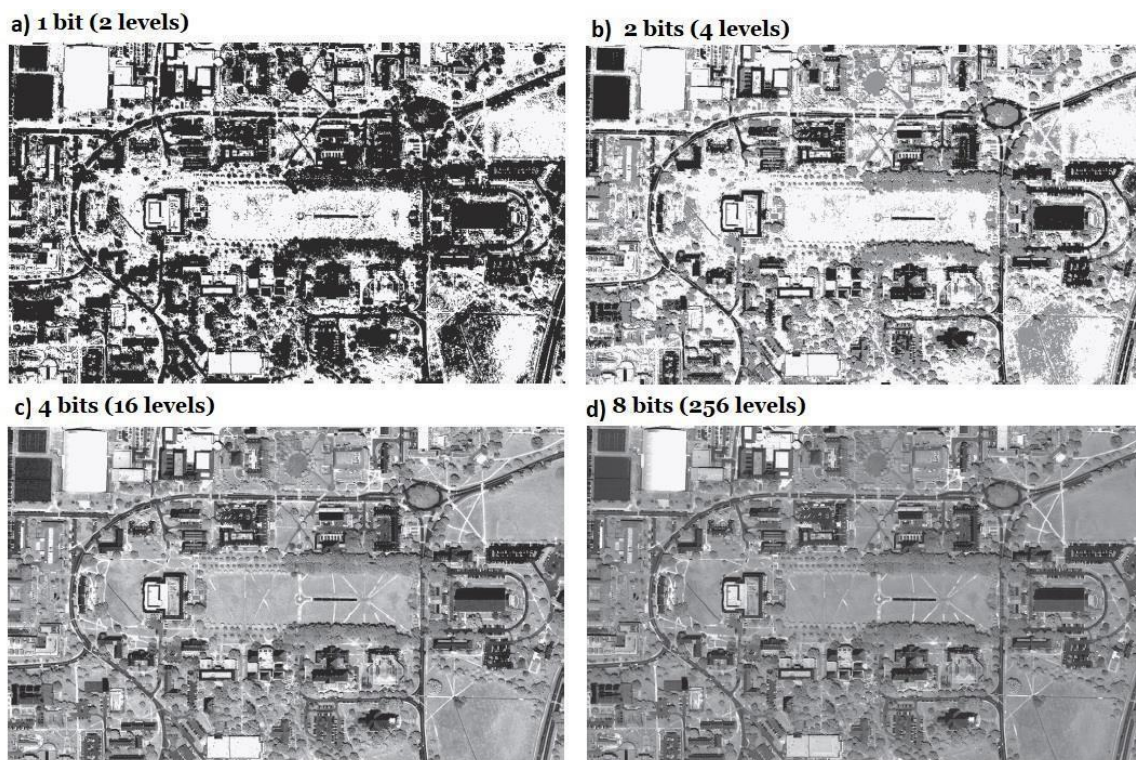 a) 1 bit (2 levels)
b) 2 bits (4 levels)
c) 4 bits (16 levels)
d) 8 bits (256 levels)